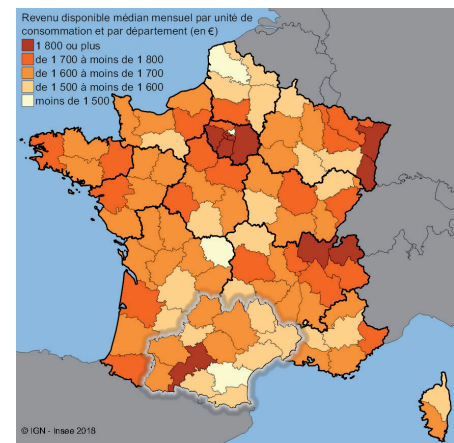 Revenu disponible médian mensuel par unité de
consommation et par département (en €)
1 800 ou plus
de 1 700 à moins de 1 800
de 1 600 à moins de 1 700
de 1 500 à moins de 1 600
moins de 1 500
© IGN - Insee 2018